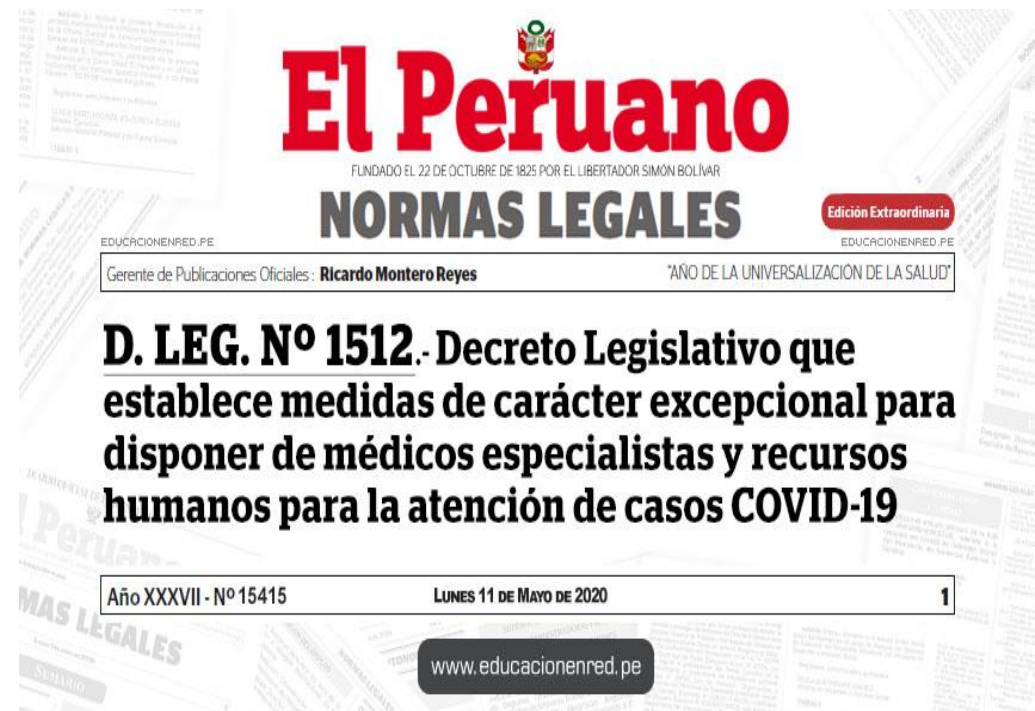 El Peruano
FUNDADO EL 22 DE OCTUBRE DE 1825 POR EL LIBERTADOR SIMÓN BOLÍVAR
NORMAS LEGALES
Edición Extraordinaria
EDUCACIONENRED.PE
EDUCACIONENRED.PE
Gerente de Publicaciones Oficiales : Ricardo Montero Reyes
"AÑO DE LA UNIVERSALIZACIÓN DE LA SALUD"
D. LEG. Nº 1512.- Decreto Legislativo que
establece medidas de carácter excepcional para
disponer de médicos especialistas y recursos
humanos para la atención de casos COVID-19
Año XXXVII - Nº 15415
LUNES 11 DE MAYO DE 2020
1
www.educacionenred.pe